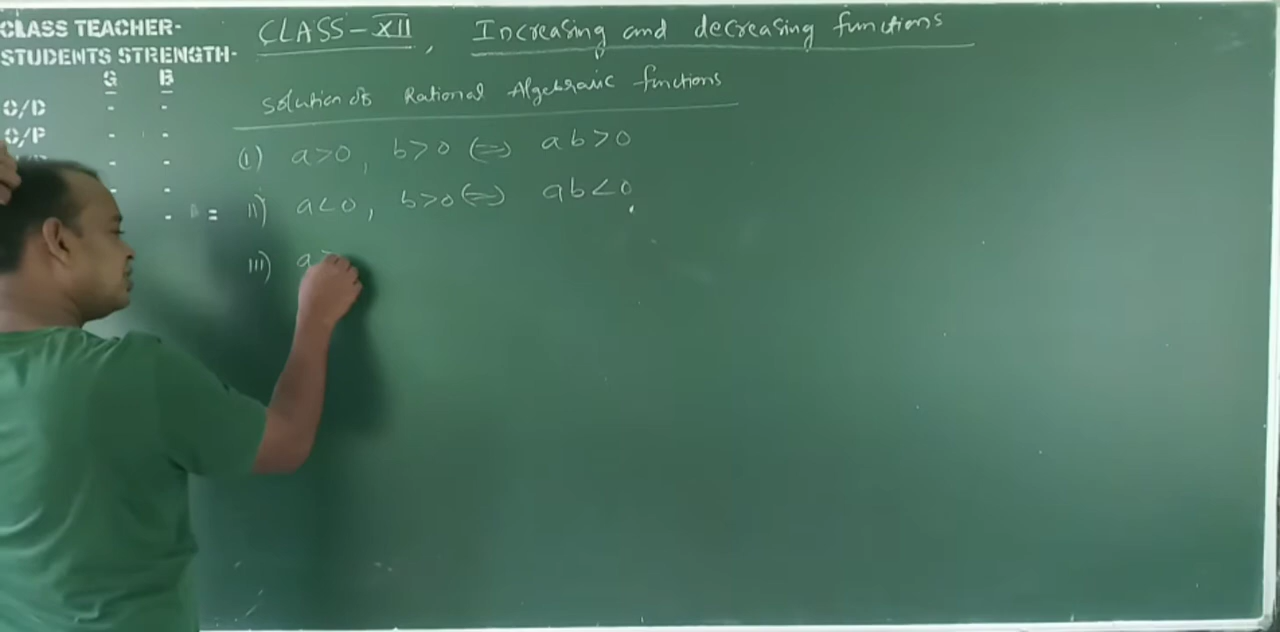 CLASS TEACHER-
STUDENTS STRENGTH-
G B
O/D - -
O/P - -
- -
- -
- =
CLASS-XII, Increasing and decreasing functions
Solution of Rational Algebraic functions
(i) a>0, b>0 (=) ab>0
ii) a<0, b>0 (=) ab<0
iii) a>